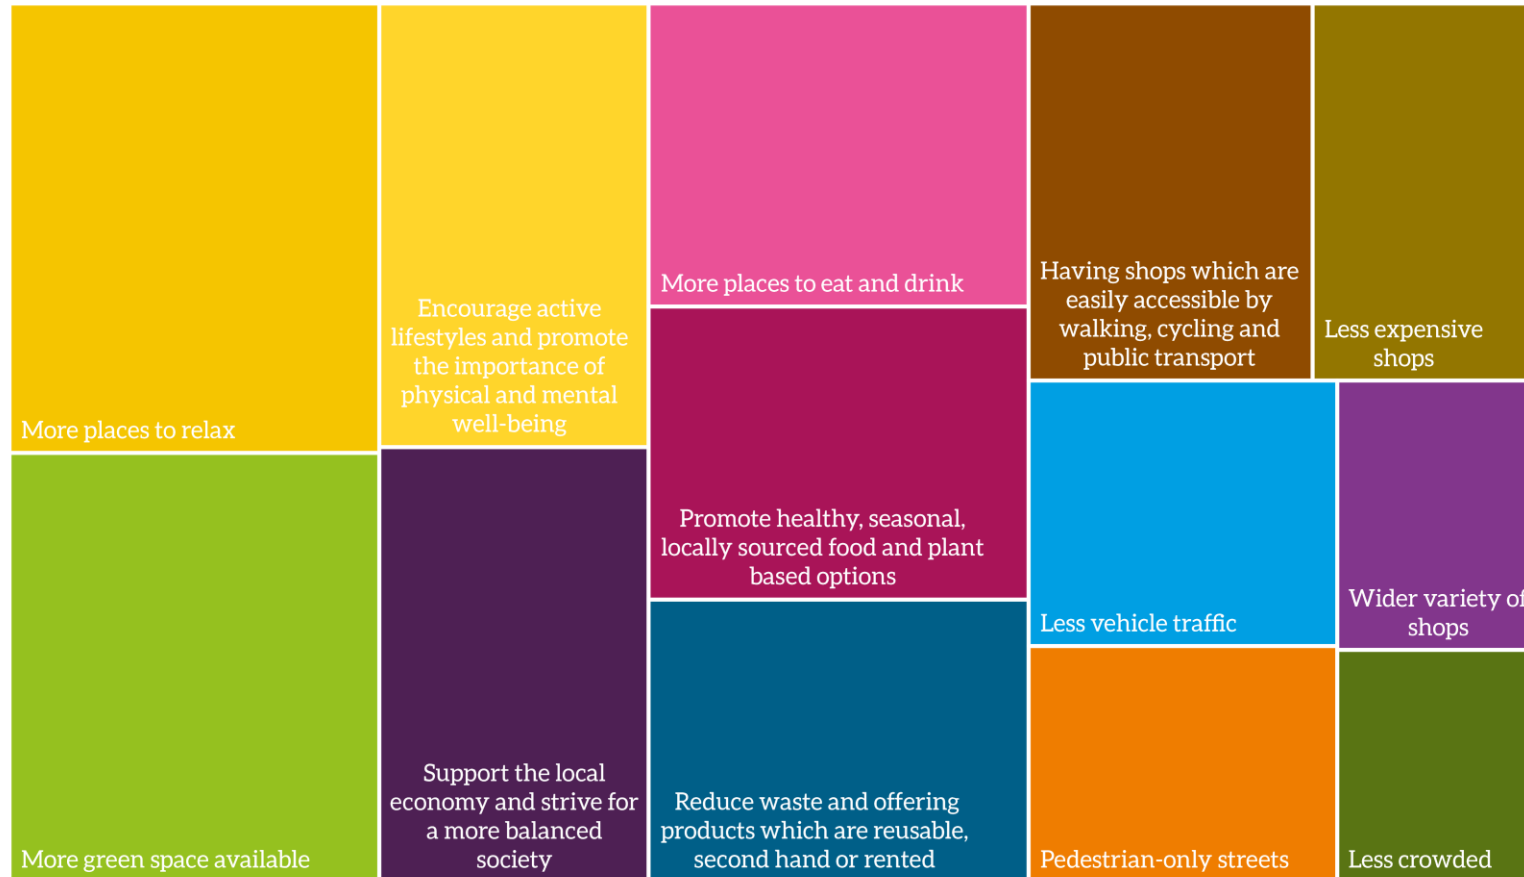 More places to relax
More green space available
Encourage active
lifestyles and promote
the importance of
physical and mental
well-being
Support the local
economy and strive for
a more balanced
society
More places to eat and drink
Promote healthy, seasonal,
locally sourced food and plant
based options
Reduce waste and offering
products which are reusable,
second hand or rented
Having shops which are
easily accessible by
walking, cycling and
public transport
Less expensive
shops
Less vehicle traffic
Wider variety of
shops
Pedestrian-only streets
Less crowded